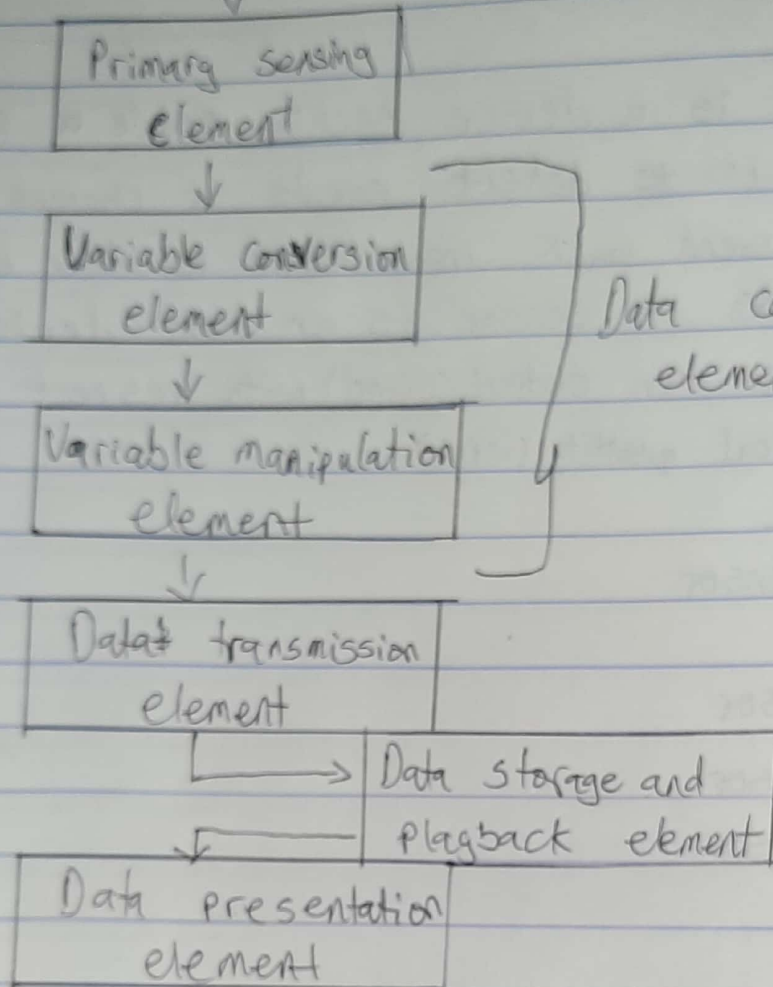 Primary sensing
element
Variable conversion
element
Data
eleme
Variable manipulation
element
Data transmission
element
Data storage and
playback element
Data presentation
element